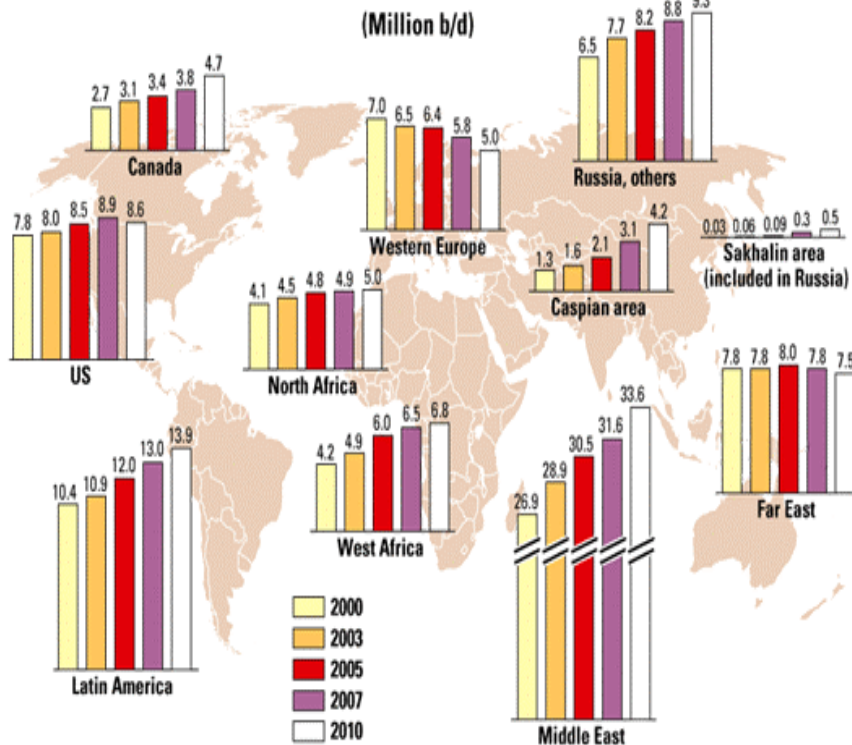 (Million b/d)
2.7 3.1 3.4 3.8 4.7
Canada
7.0 6.5 6.4 5.8 5.0
Western Europe
6.5 7.7 8.2 8.8 9.3
Russia, others
7.8 8.0 8.5 8.9 8.6
US
4.1 4.5 4.8 4.9 5.0
North Africa
1.3 1.6 2.1 3.1 4.2
Caspian area
0.03 0.06 0.09 0.3 0.5
Sakhalin area
(included in Russia)
10.4 10.9 12.0 13.0 13.9
Latin America
4.2 4.9 6.0 6.5 6.8
West Africa
26.9 28.9 30.5 31.6 33.6
Middle East
7.8 7.8 8.0 7.8 7.5
Far East
2000
2003
2005
2007
2010